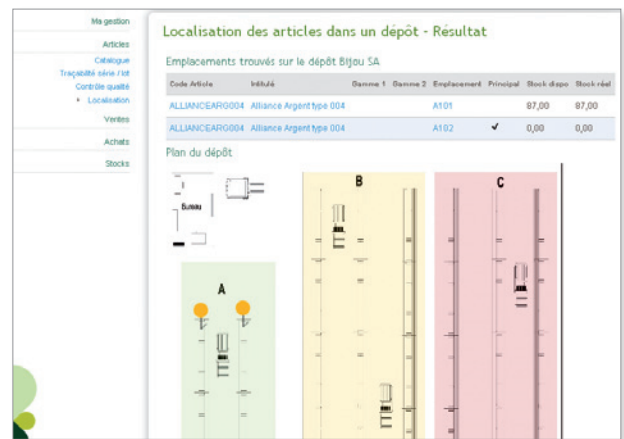 Ma gestion
Articles
Catalogue
Traçabilité série / lot
Contrôle qualité
Localisation
Ventes
Achats
Stocks
Localisation des articles dans un dépôt - Résultat
Emplacements trouvés sur le dépôt Bijou SA
Code Article Intitulé Gamme 1 Gamme 2 Emplacement Principal Stock dispo Stock réel
ALLIANCEARG004 Alliance Argent type 004 A101 87,00 87,00
ALLIANCEARG004 Alliance Argent type 004 A102 ✔ 0,00 0,00
Plan du dépôt
Bureau
A
B
C